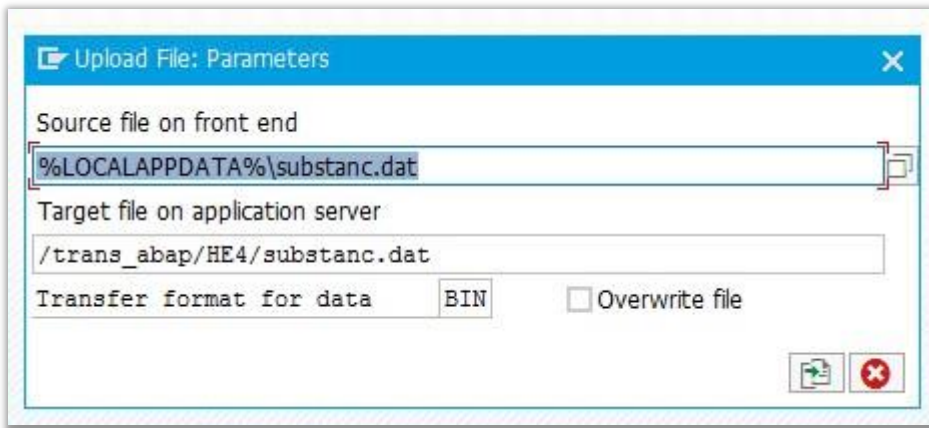 Upload File: Parameters
Source file on front end
%LOCALAPPDATA%\substanc.dat
Target file on application server
/trans_abap/HE4/substanc.dat
Transfer format for data BIN Overwrite file